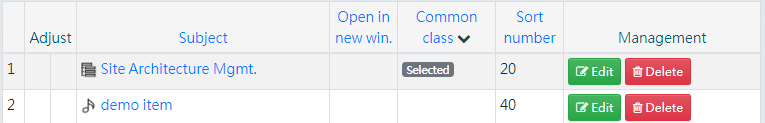 Adjust Subject Open in new win. Common class Sort number Management
1 Site Architecture Mgmt. Selected 20 Edit Delete
2 demo item 40 Edit Delete